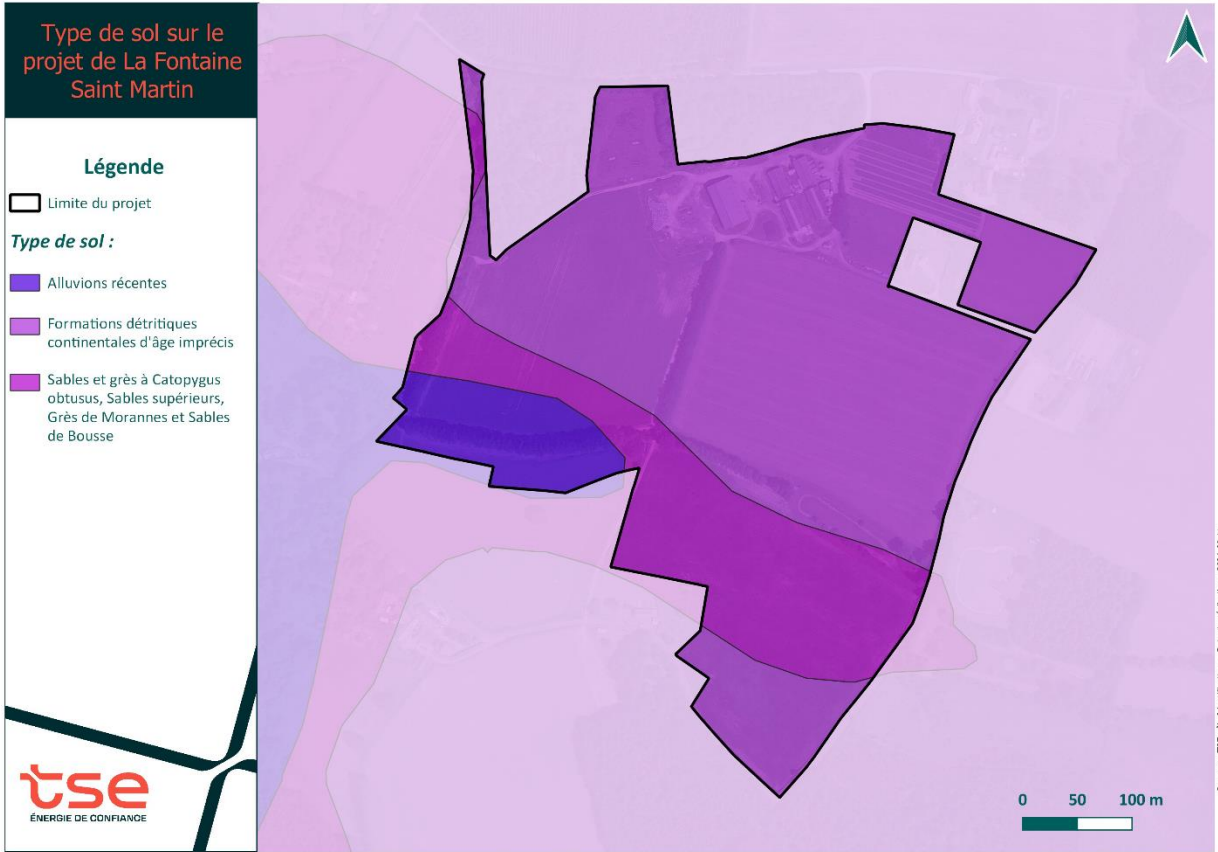 Type de sol sur le
projet de La Fontaine
Saint Martin
Légende
Limite du projet
Type de sol :
Alluvions récentes
Formations détritiques
continentales d'âge imprécis
Sables et grès à Catopygus
obtusus, Sables supérieurs,
Grès de Morannes et Sables
de Bousse
tse
ÉNERGIE DE CONFIANCE
0 50 100 m